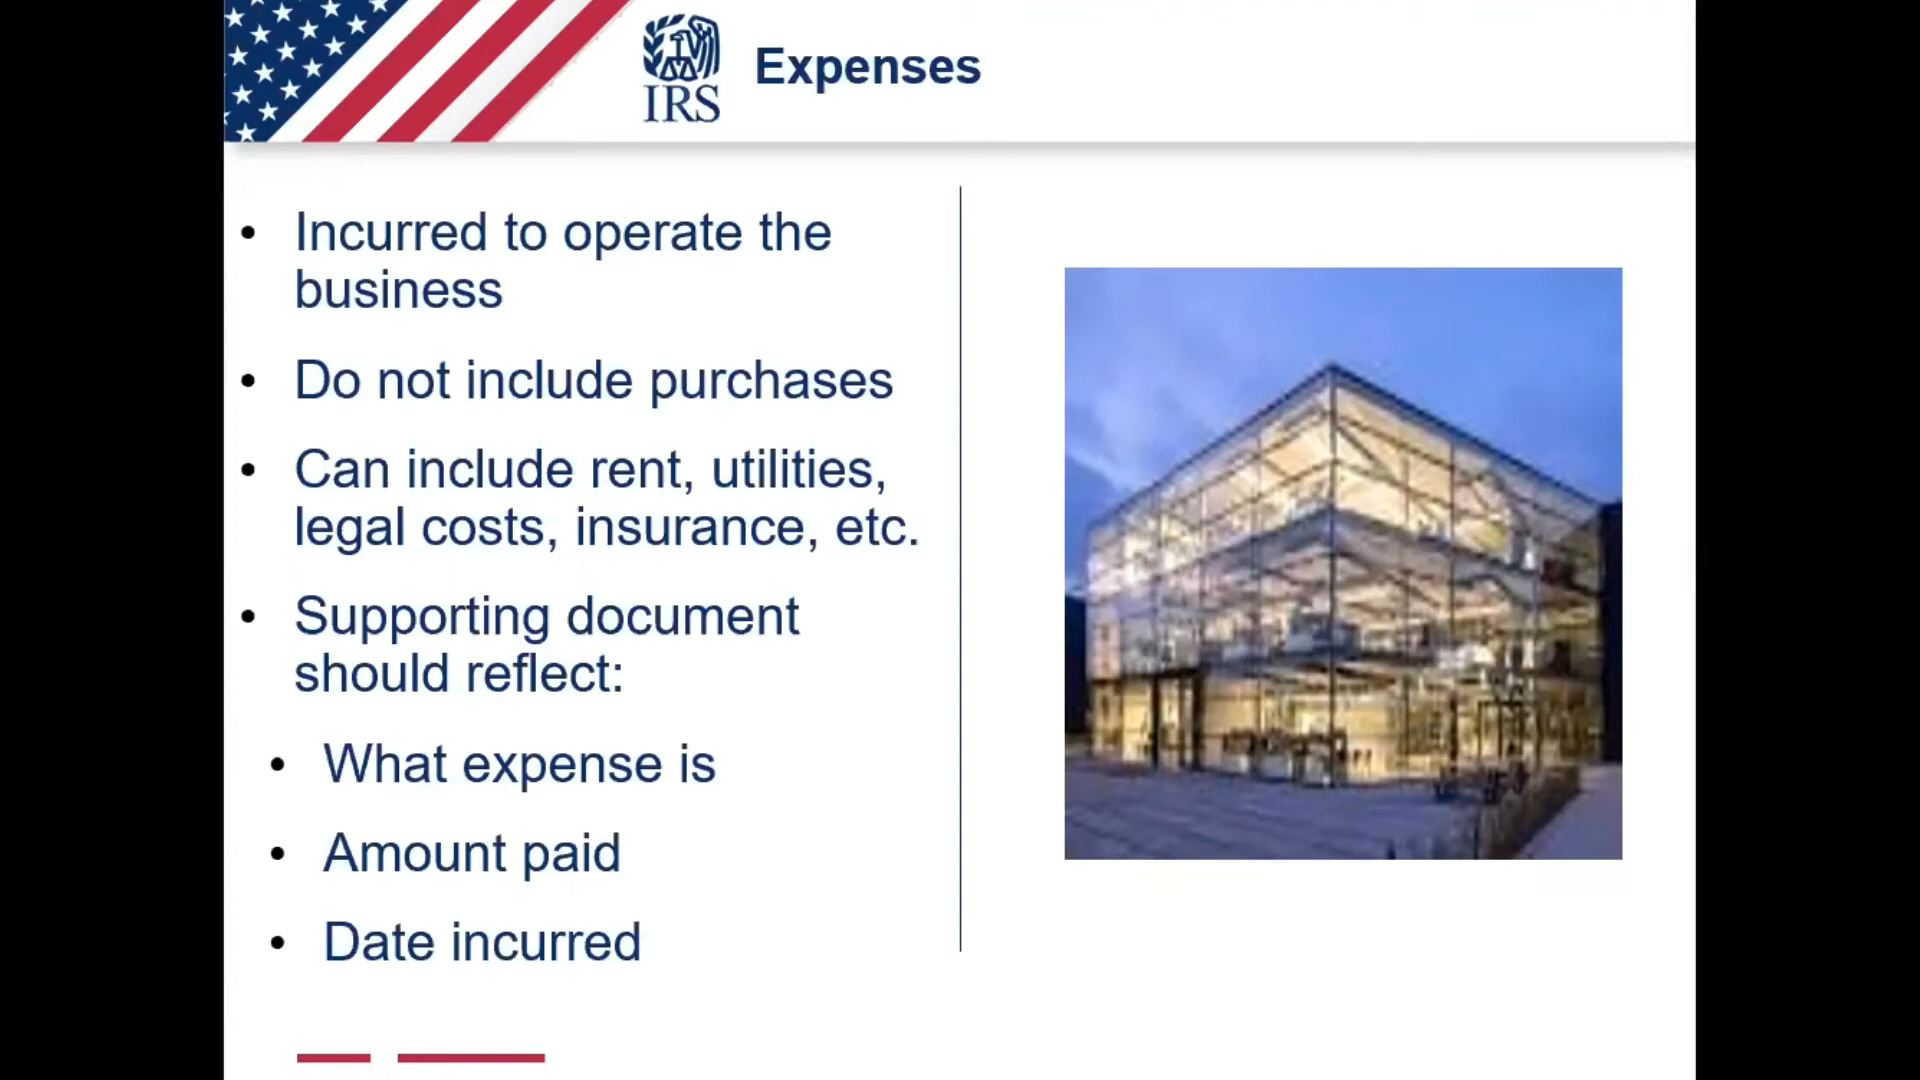 IRS
Expenses
• Incurred to operate the
business
• Do not include purchases
• Can include rent, utilities,
legal costs, insurance, etc.
• Supporting document
should reflect:
• What expense is
• Amount paid
• Date incurred